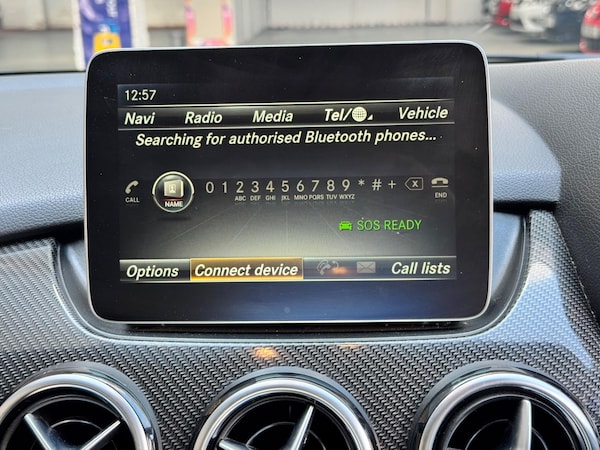 12:57
Navi Radio Media Tel/ Vehicle
Searching for authorised Bluetooth phones...
0 1 2 3 4 5 6 7 8 9 * # +
CALL NAME ABC DEF GHI JKL MNO PQRS TUV WXYZ END
SOS READY
Options Connect device Call lists